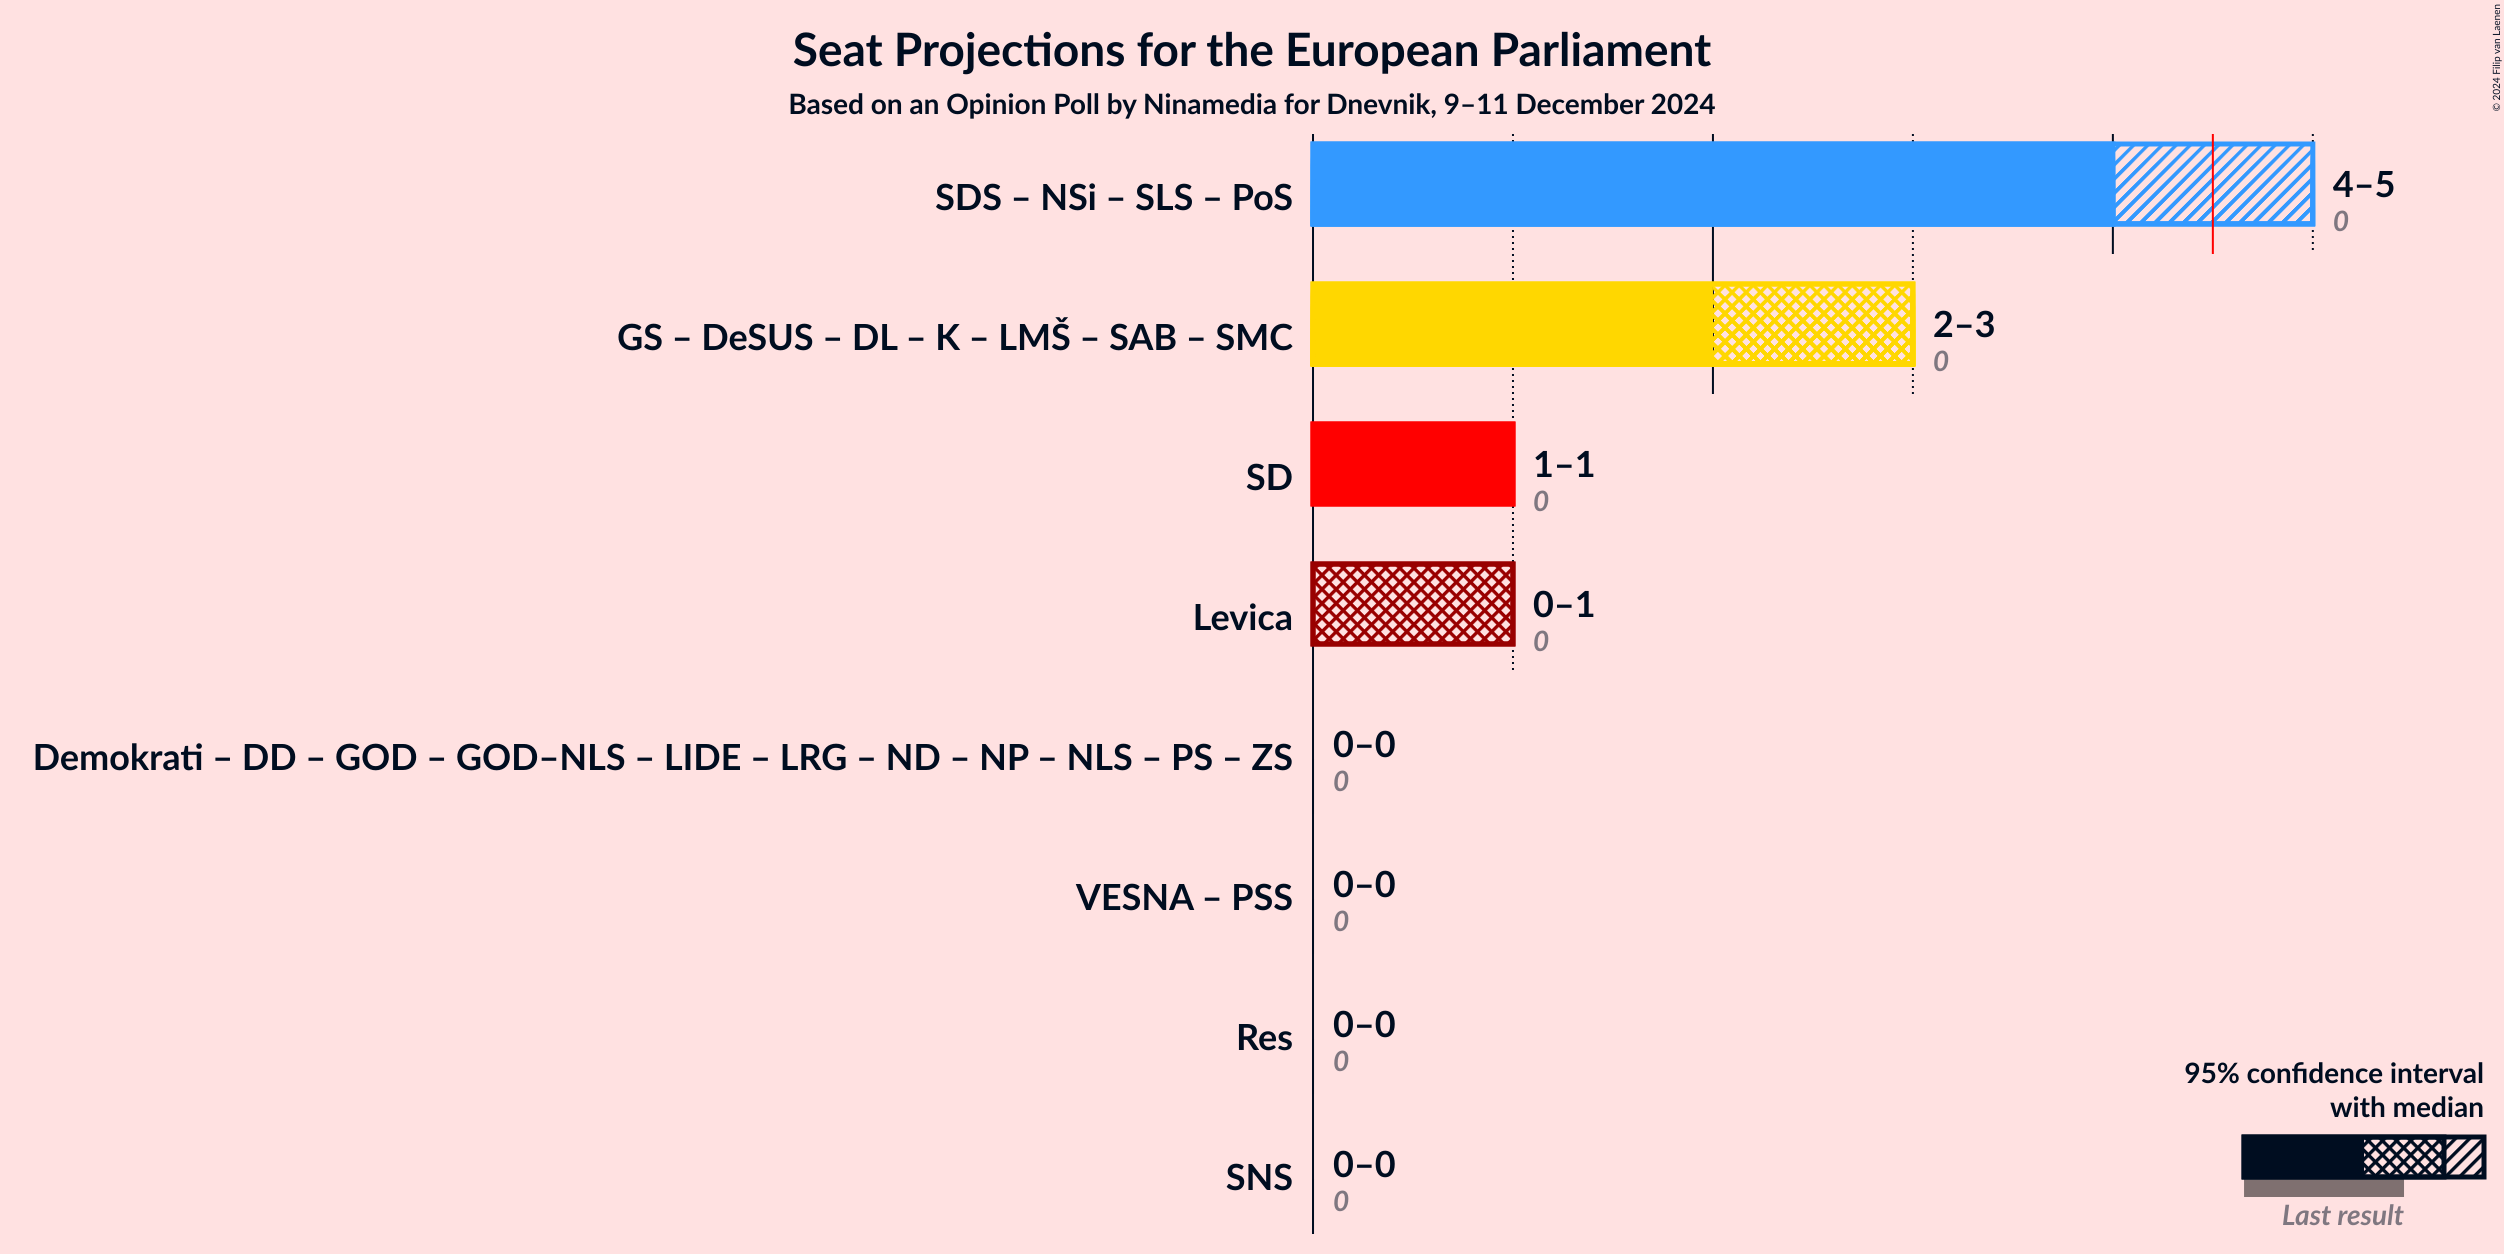 Seat Projections for the European Parliament
Based on an Opinion Poll by Ninamedia for Dnevnik, 9–11 December 2024
© 2024 Filip van Laenen
SDS – NSi – SLS – PoS
4–5
0
GS – DeSUS – DL – K – LMŠ – SAB – SMC
2–3
0
SD
1–1
0
Levica
0–1
0
Demokrati – DD – GOD – GOD–NLS – LIDE – LRG – ND – NP – NLS – PS – ZS
0–0
0
VESNA – PSS
0–0
0
Res
0–0
0
SNS
0–0
0
95% confidence interval
with median
Last result